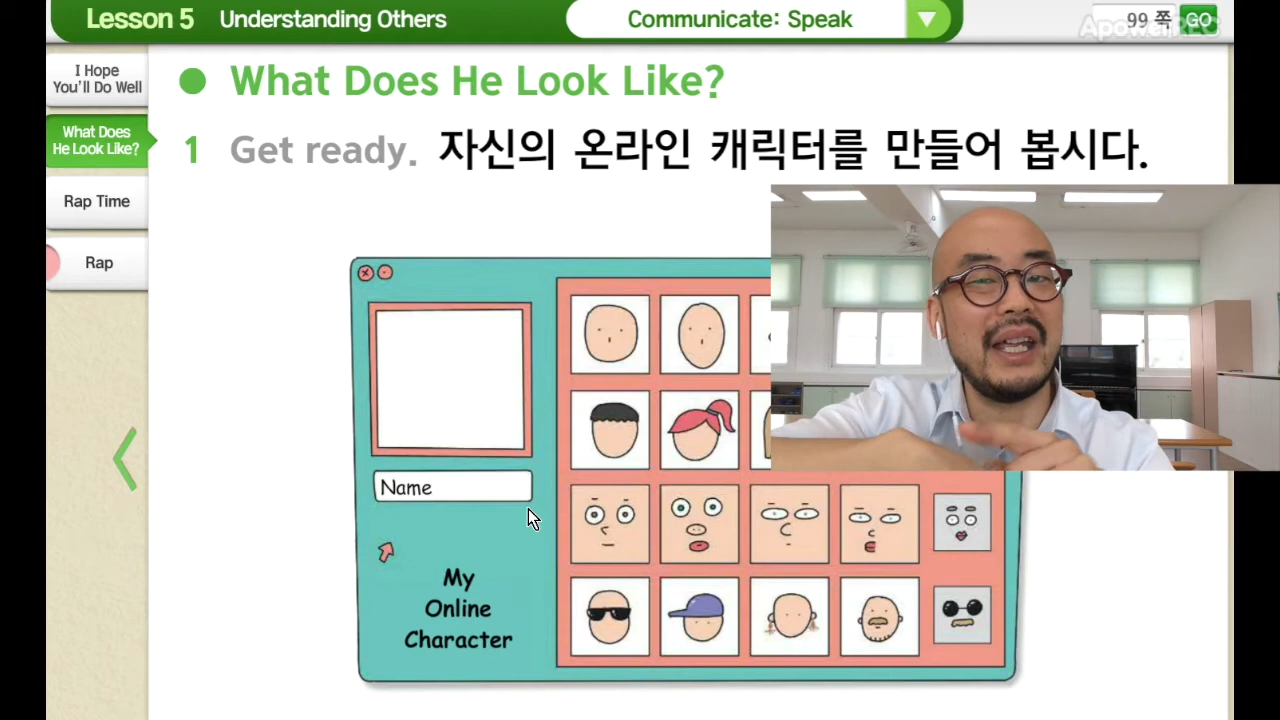 Lesson 5 Understanding Others
Communicate: Speak
99 쪽 GO
ApowerREC
I Hope
You'll Do Well
What Does
He Look Like?
Rap Time
Rap
What Does He Look Like?
1 Get ready. 자신의 온라인 캐릭터를 만들어 봅시다.
Name
My
Online
Character